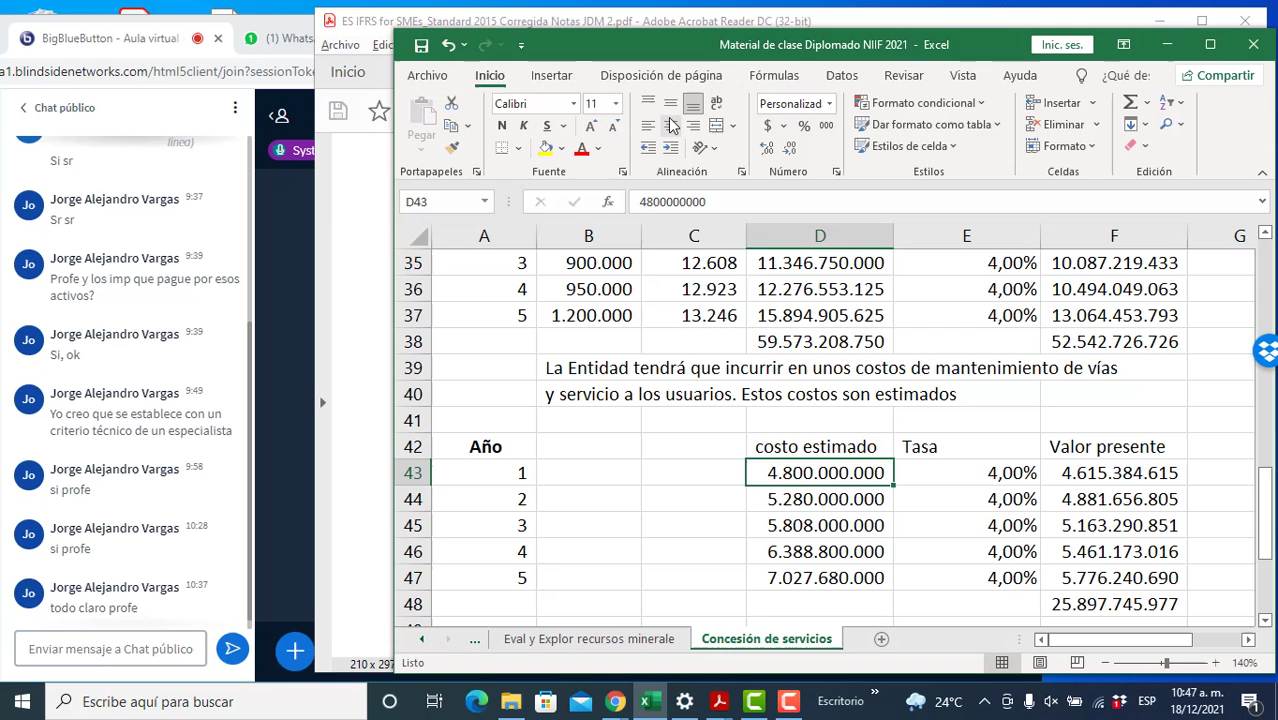 ES IFRS for SMEs_Standard 2015 Corregida Notas JDM 2.pdf - Adobe Acrobat Reader DC (32-bit)
BigBlueButton - Aula virtual
(1) Whats
a1.blindsidenetworks.com/html5client/join?sessionTok
Archivo Edic
Inicio
Material de clase Diplomado NIIF 2021 - Excel
Inic. ses.
Archivo Inicio Insertar Disposición de página Fórmulas Datos Revisar Vista Ayuda ¿Qué de: Compartir
Pegar
Calibri 11
N K S
Personalizad
$ % 000
Formato condicional
Dar formato como tabla
Estilos de celda
Insertar
Eliminar
Formato
Portapapeles Fuente Alineación Número Estilos Celdas Edición
D43 fx 4800000000
A B C D E F G
35 3 900.000 12.608 11.346.750.000 4,00% 10.087.219.433
36 4 950.000 12.923 12.276.553.125 4,00% 10.494.049.063
37 5 1.200.000 13.246 15.894.905.625 4,00% 13.064.453.793
38 59.573.208.750 52.542.726.726
39 La Entidad tendrá que incurrir en unos costos de mantenimiento de vías
40 y servicio a los usuarios. Estos costos son estimados
41
42 Año costo estimado Tasa Valor presente
43 1 4.800.000.000 4,00% 4.615.384.615
44 2 5.280.000.000 4,00% 4.881.656.805
45 3 5.808.000.000 4,00% 5.163.290.851
46 4 6.388.800.000 4,00% 5.461.173.016
47 5 7.027.680.000 4,00% 5.776.240.690
48 25.897.745.977
... Eval y Explor recursos minerale Concesión de servicios
Listo
140%
210 x 297
Chat público
línea)
Si sr
Jorge Alejandro Vargas 9:37
Jo
Sr sr
Jorge Alejandro Vargas 9:39
Jo
Profe y los imp que pague por esos
activos?
Jorge Alejandro Vargas 9:39
Jo
Si, ok
Jorge Alejandro Vargas 9:49
Jo
Yo creo que se establece con un
criterio técnico de un especialista
Jorge Alejandro Vargas 9:58
Jo
si profe
Jorge Alejandro Vargas 10:28
Jo
si profe
Jorge Alejandro Vargas 10:37
Jo
todo claro profe
Enviar mensaje a Chat público
Syst
Escribe aquí para buscar
Escritorio
24°C
ESP
10:47 a. m.
18/12/2021
1